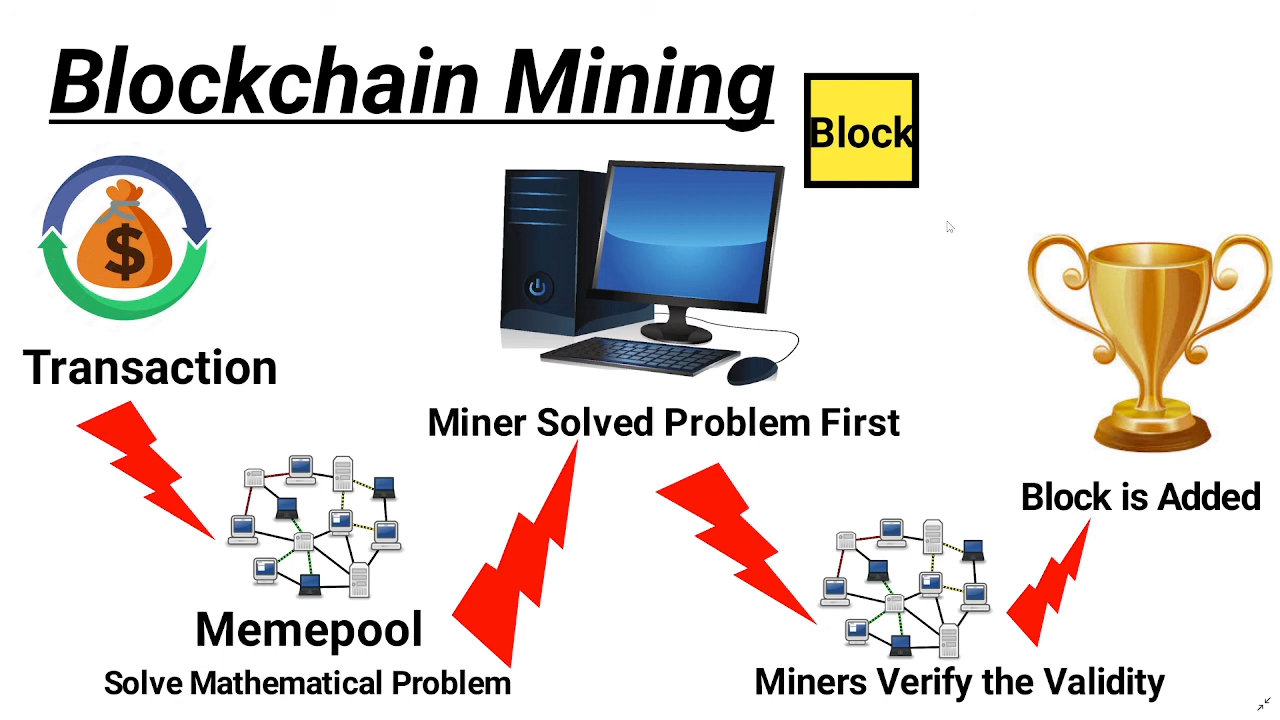 Blockchain Mining
Block
$
Transaction
Miner Solved Problem First
Block is Added
Memepool
Solve Mathematical Problem
Miners Verify the Validity